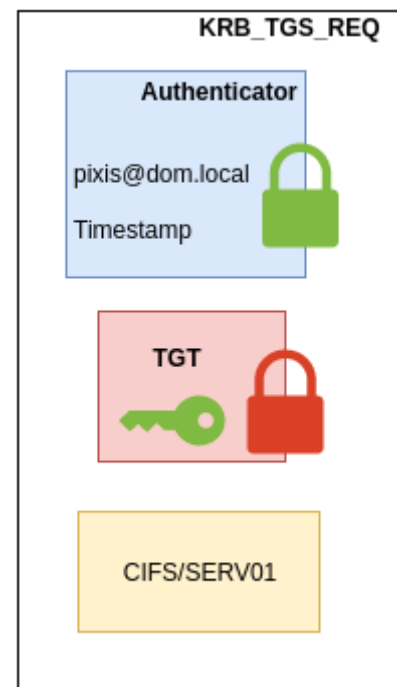 KRB_TGS_REQ
Authenticator
pixis@dom.local
Timestamp
TGT
CIFS/SERV01